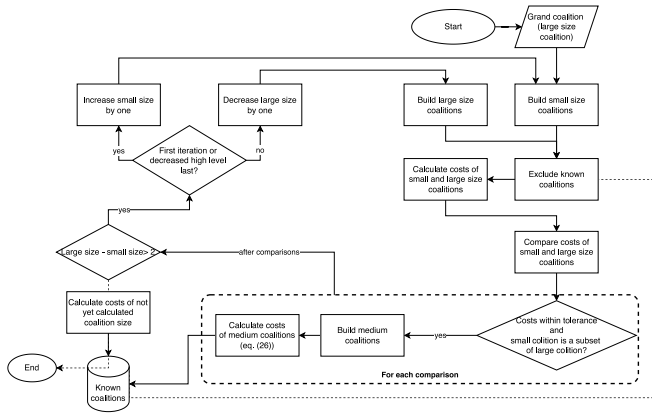 Start
Grand coalition
(large size
coalition)
Increase small size
by one
Decrease large size
by one
Build large size
coalitions
Build small size
coalitions
yes
First iteration or
decreased high level
last?
no
Calculate costs of
small and large size
coalitions
Exclude known
coalitions
yes
Large size - small size> 2
after comparisons
Compare costs of
small and large size
coalitions
Calculate costs of not
yet calculated
coalition size
Calculate costs
of medium coalitions
(eq. (26))
Build medium
coalitions
yes
Costs within tolerance
and
small colition is a subset
of large colition?
For each comparison
End
Known
coalitions